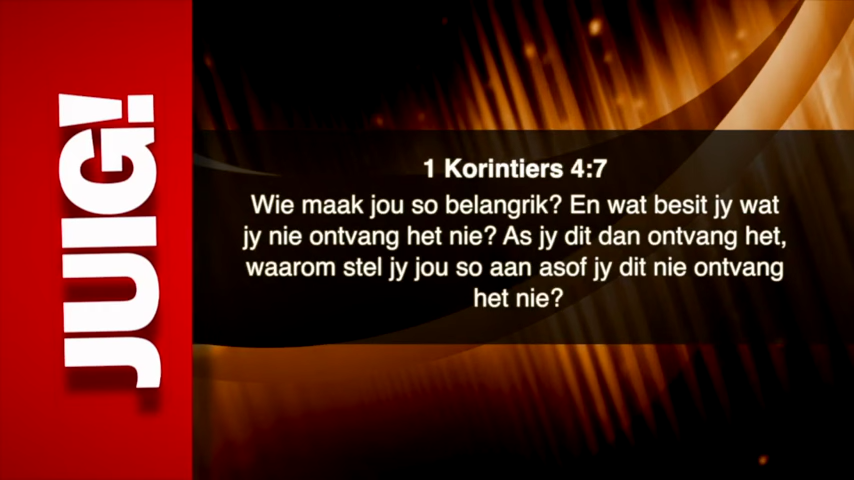 JUIG!
1 Korintiers 4:7
Wie maak jou so belangrik? En wat besit jy wat
jy nie ontvang het nie? As jy dit dan ontvang het,
waarom stel jy jou so aan asof jy dit nie ontvang
het nie?